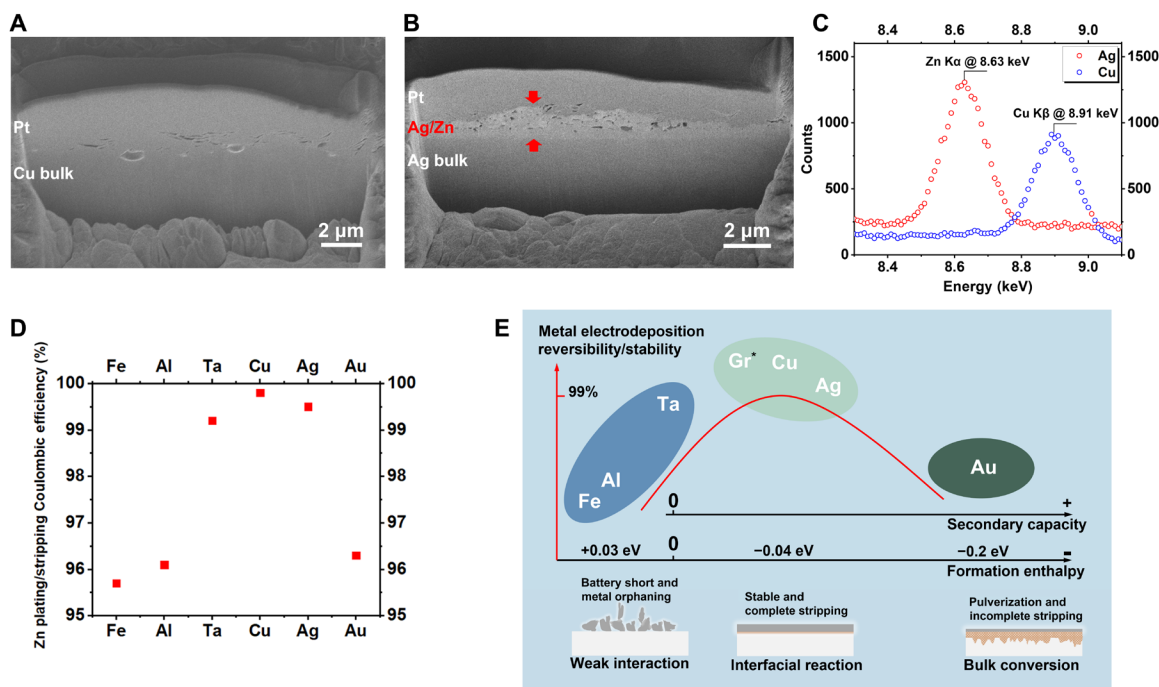 A
Pt
Cu bulk
2 μm
B
Pt
Ag/Zn
Ag bulk
2 μm
C
8.4 8.6 8.8 9.0
1500
1000
500
0
1500
1000
500
0
Counts
Ag
Cu
Zn Kα @ 8.63 keV
Cu Kβ @ 8.91 keV
8.4 8.6 8.8 9.0
Energy (keV)
D
Zn plating/stripping Coulombic efficiency (%)
Fe Al Ta Cu Ag Au
100
99
98
97
96
95
100
99
98
97
96
95
Fe Al Ta Cu Ag Au
E
Metal electrodeposition
reversibility/stability
99%
Ta
Al
Fe
Gr*
Cu
Ag
Au
0 +
Secondary capacity
+0.03 eV 0 −0.04 eV −0.2 eV −
Formation enthalpy
Battery short and
metal orphaning
Weak interaction
Stable and
complete stripping
Interfacial reaction
Pulverization and
incomplete stripping
Bulk conversion